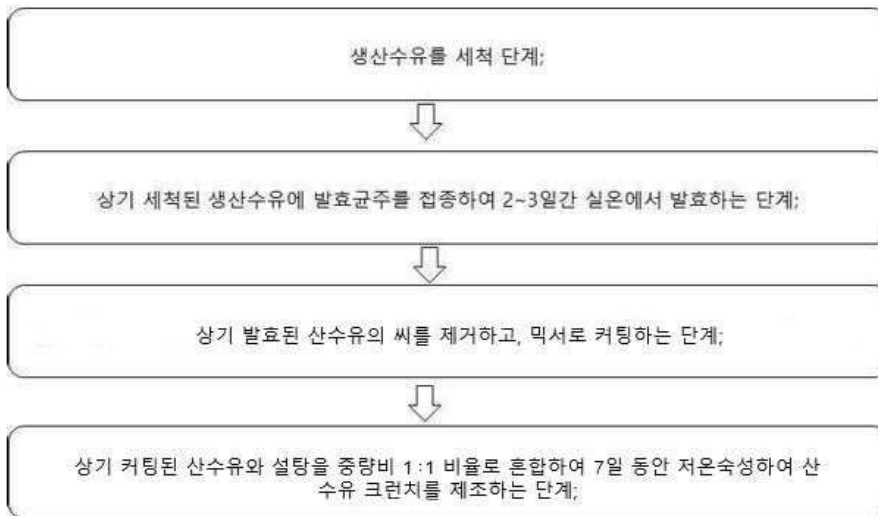 생산수유를 세척 단계;
상기 세척된 생산수유에 발효균주를 접종하여 2~3일간 실온에서 발효하는 단계;
상기 발효된 산수유의 씨를 제거하고, 믹서로 커팅하는 단계;
상기 커팅된 산수유와 설탕을 중량비 1:1 비율로 혼합하여 7일 동안 저온숙성하여 산
수유 크런치를 제조하는 단계;